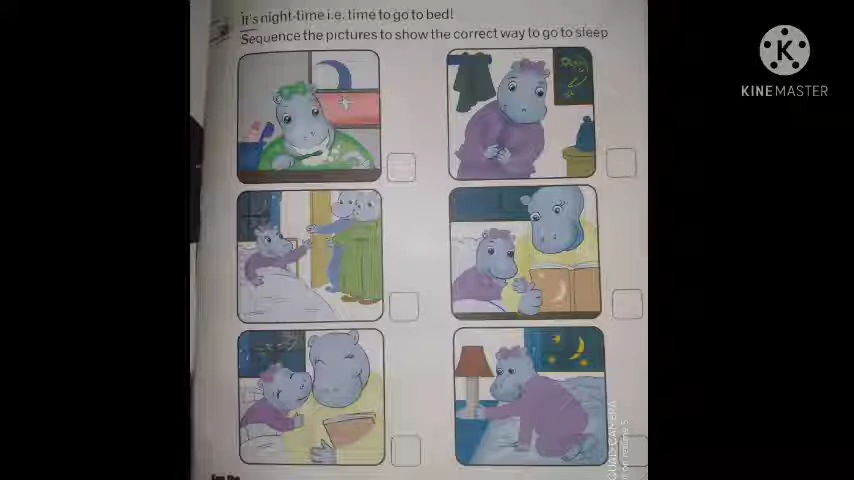 it's night-time i.e. time to go to bed!
Sequence the pictures to show the correct way to go to sleep
K
KINEMASTER